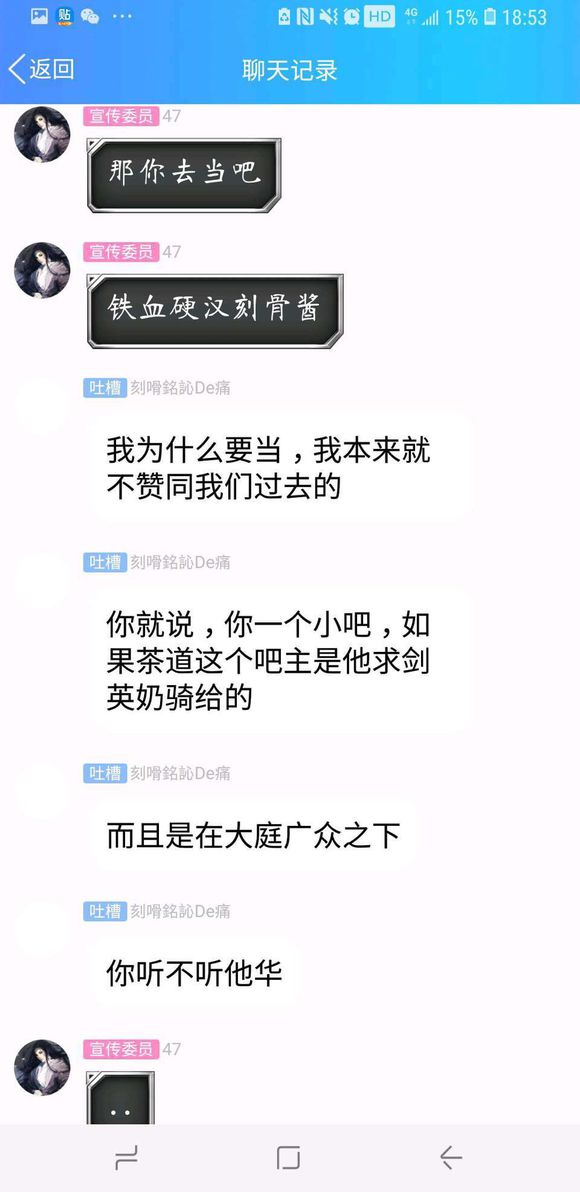 贴
HD 4G 15% 18:53
返回 聊天记录
宣传委员 47
那你去当吧
宣传委员 47
铁血硬汉刻骨酱
吐槽 刻嗗銘訫De痛
我为什么要当，我本来就
不赞同我们过去的
吐槽 刻嗗銘訫De痛
你就说，你一个小吧，如
果茶道这个吧主是他求剑
英奶骑给的
吐槽 刻嗗銘訫De痛
而且是在大庭广众之下
吐槽 刻嗗銘訫De痛
你听不听他华
宣传委员 47
..